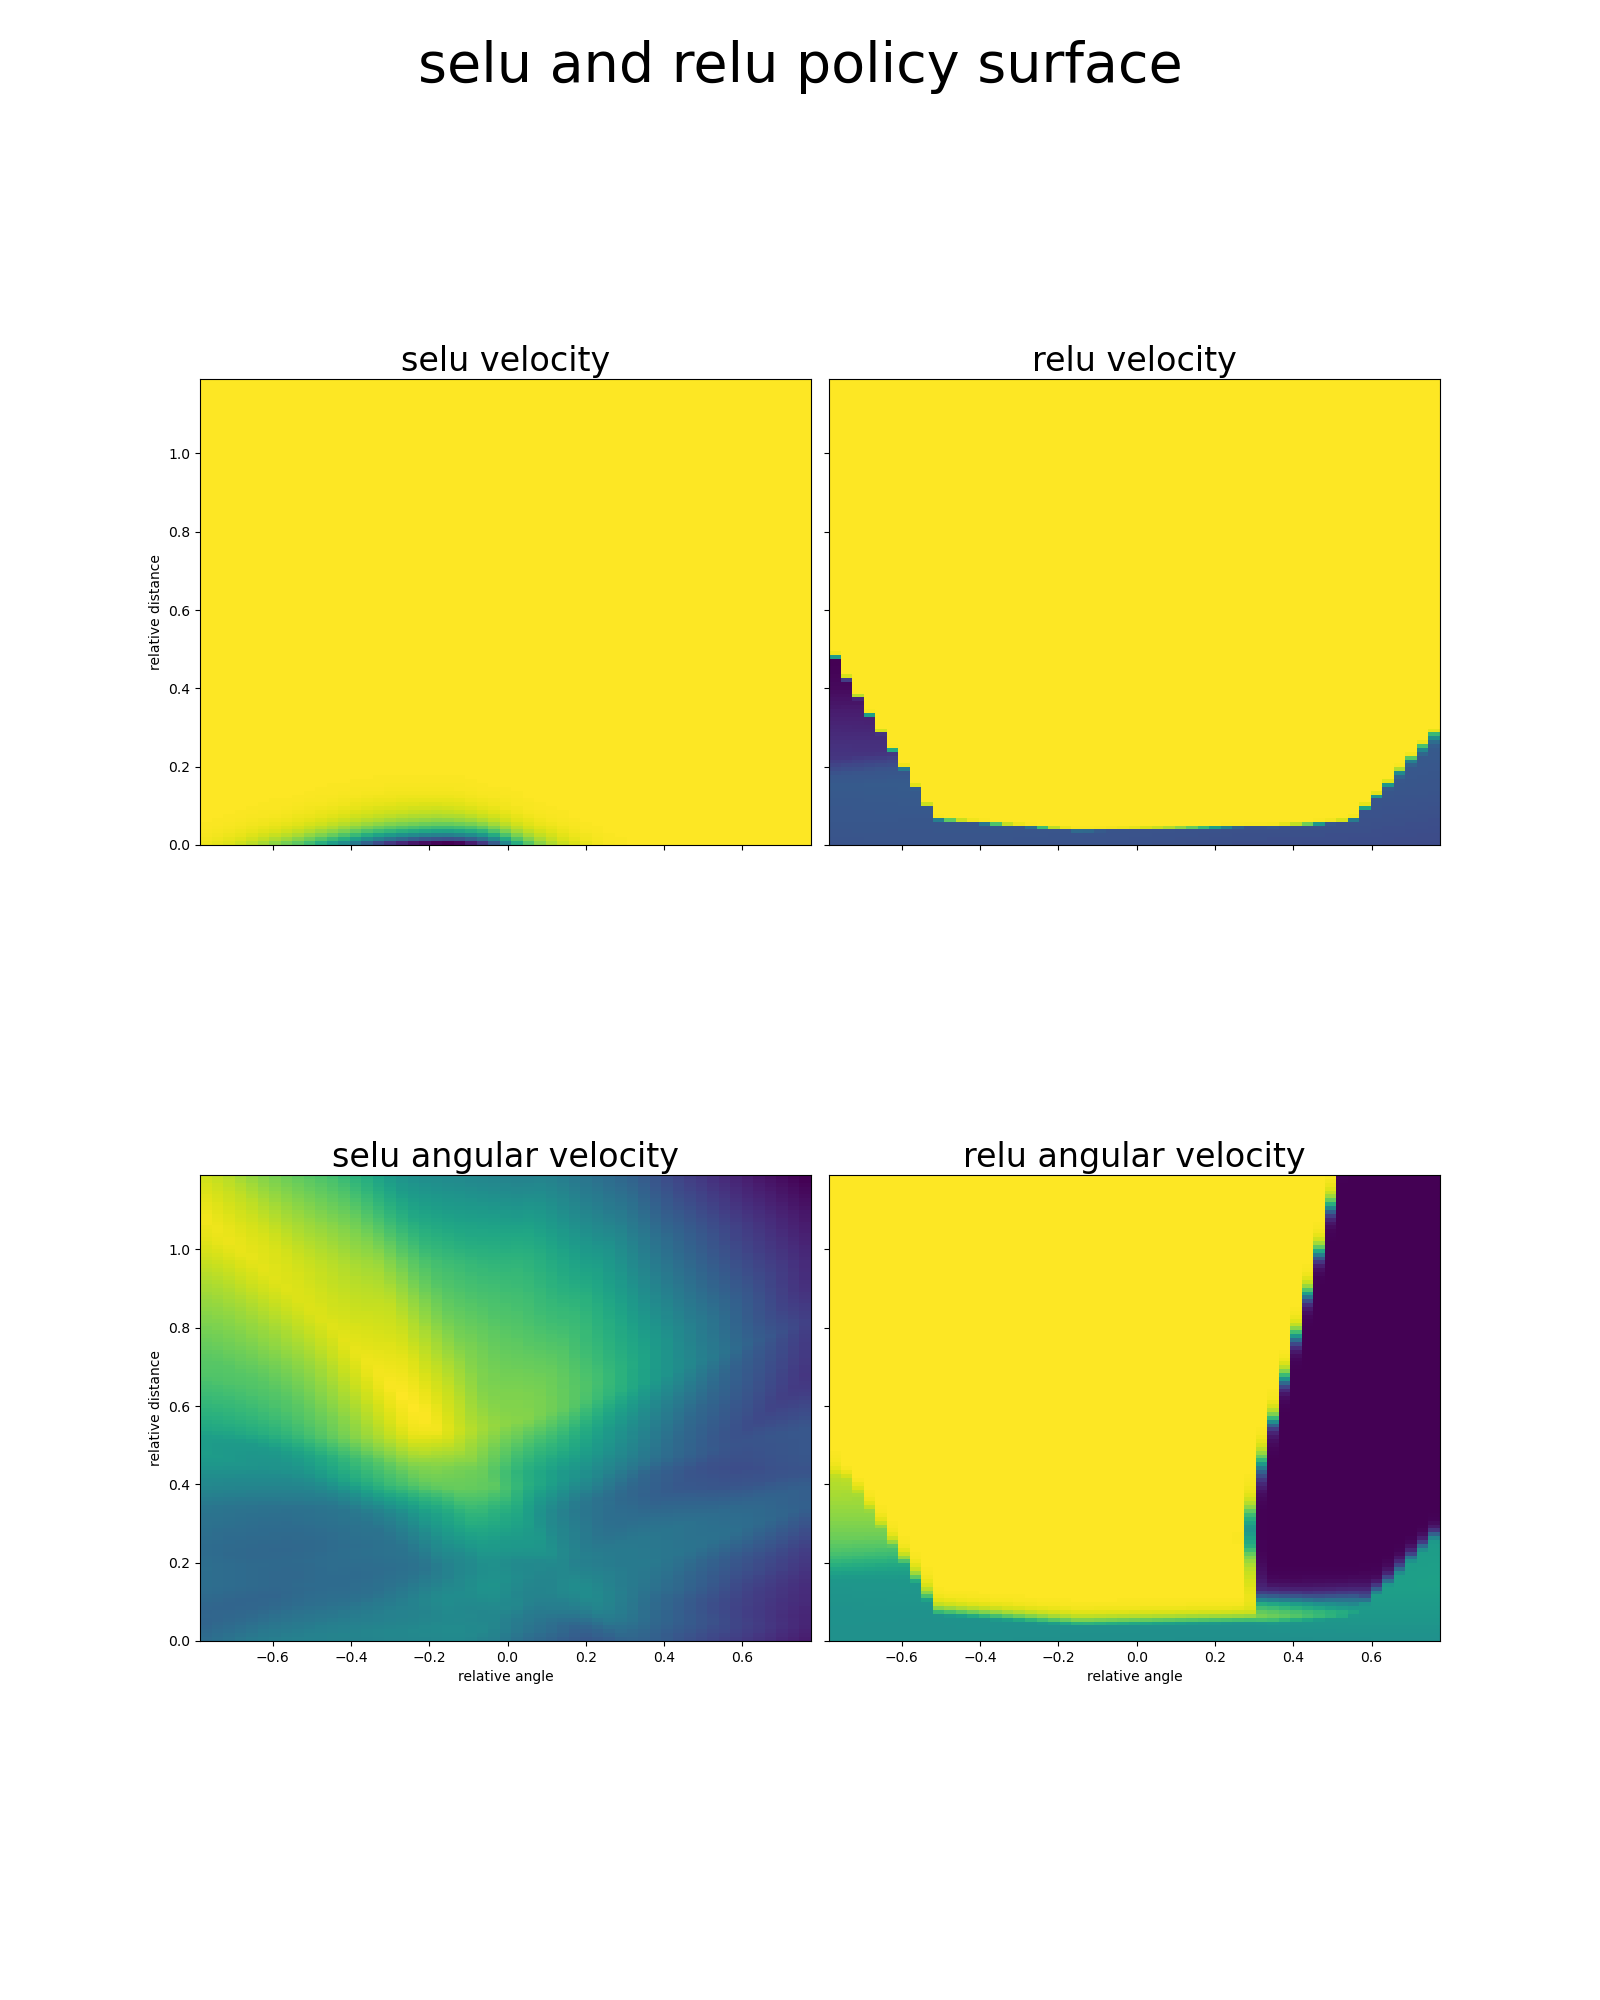 selu and relu policy surface
selu velocity
relu velocity
relative distance
1.0
0.8
0.6
0.4
0.2
0.0
selu angular velocity
relu angular velocity
relative distance
1.0
0.8
0.6
0.4
0.2
0.0
−0.6 −0.4 −0.2 0.0 0.2 0.4 0.6
−0.6 −0.4 −0.2 0.0 0.2 0.4 0.6
relative angle
relative angle